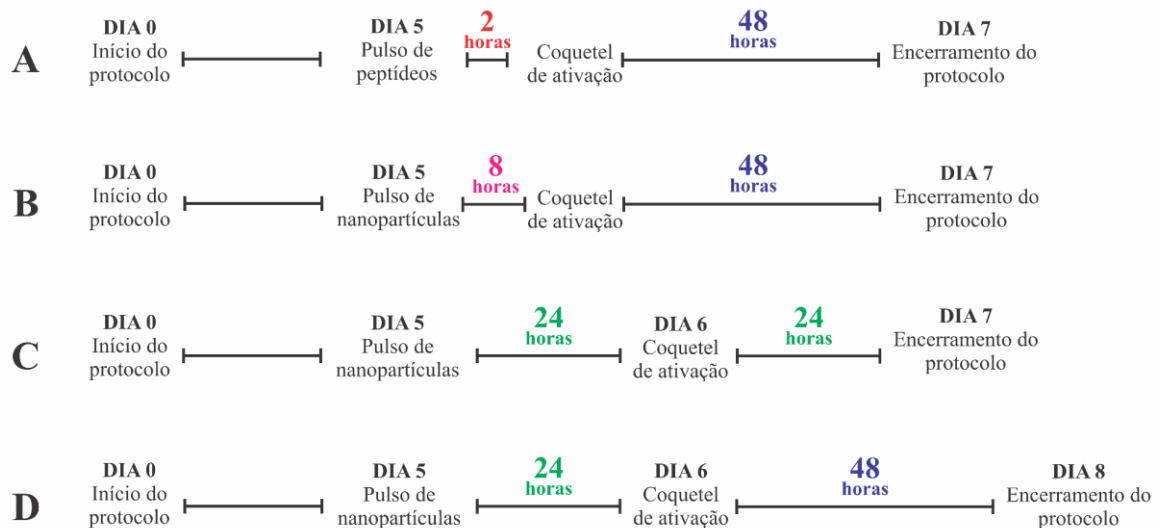 A
DIA 0
Início do
protocolo
DIA 5
Pulso de
peptídeos
2
horas
Coquetel
de ativação
48
horas
DIA 7
Encerramento do
protocolo
B
DIA 0
Início do
protocolo
DIA 5
Pulso de
nanopartículas
8
horas
Coquetel
de ativação
48
horas
DIA 7
Encerramento do
protocolo
C
DIA 0
Início do
protocolo
DIA 5
Pulso de
nanopartículas
24
horas
DIA 6
Coquetel
de ativação
24
horas
DIA 7
Encerramento do
protocolo
D
DIA 0
Início do
protocolo
DIA 5
Pulso de
nanopartículas
24
horas
DIA 6
Coquetel
de ativação
48
horas
DIA 8
Encerramento do
protocolo